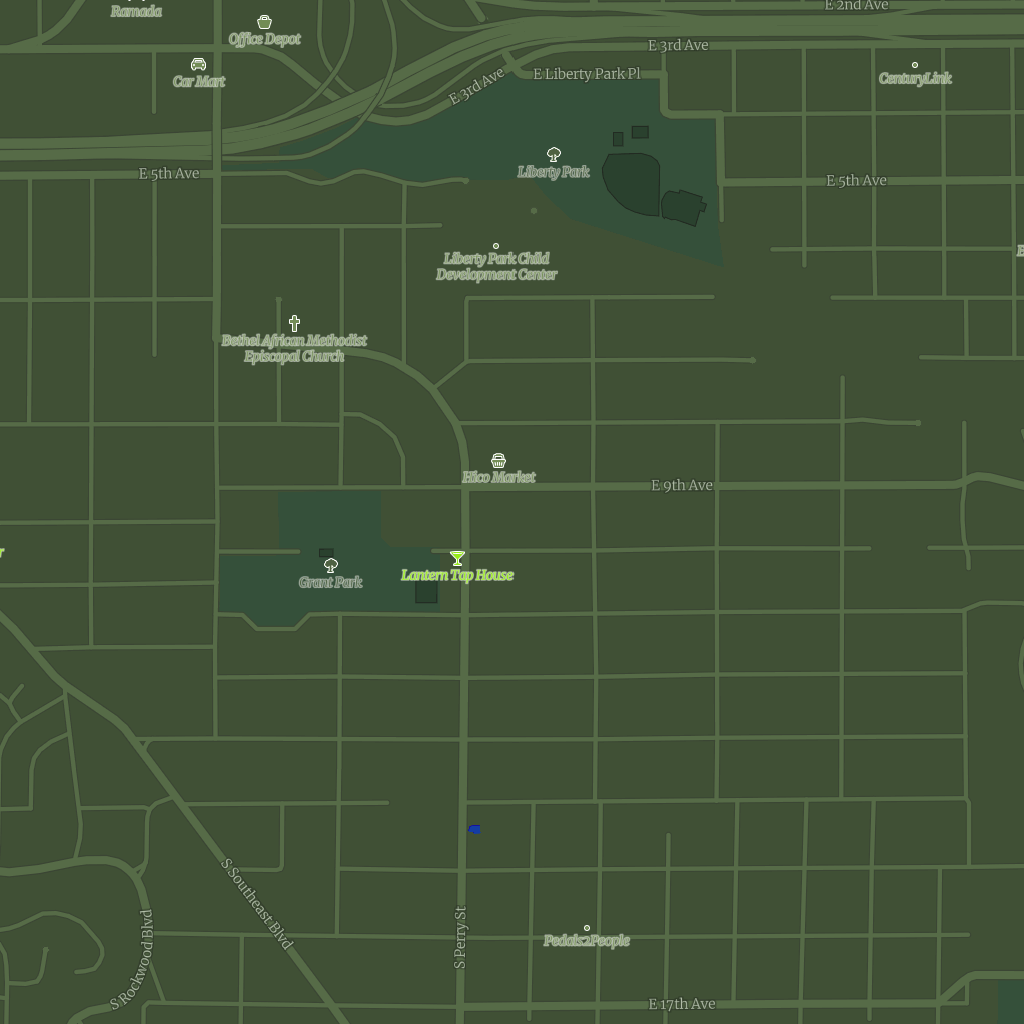 E 2nd Ave
Ramada
Office Depot
E 3rd Ave
Car Mart
E 3rd Ave
E Liberty Park Pl
CenturyLink
E 5th Ave
Liberty Park
E 5th Ave
Liberty Park Child
Development Center
Bethel African Methodist
Episcopal Church
Hico Market
E 9th Ave
Lantern Tap House
Grant Park
S Southeast Blvd
S Perry St
S Rockwood Blvd
Pedals2People
E 17th Ave